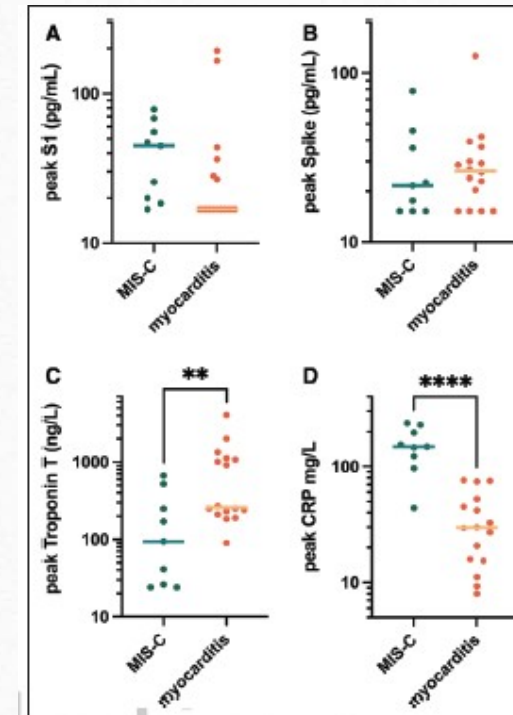 A
peak S1 (pg/mL)
100
10
MIS-C
myocarditis
B
peak Spike (pg/mL)
100
10
MIS-C
myocarditis
C
**
peak Troponin T (ng/L)
1000
100
10
MIS-C
myocarditis
D
****
peak CRP mg/L
100
10
MIS-C
myocarditis